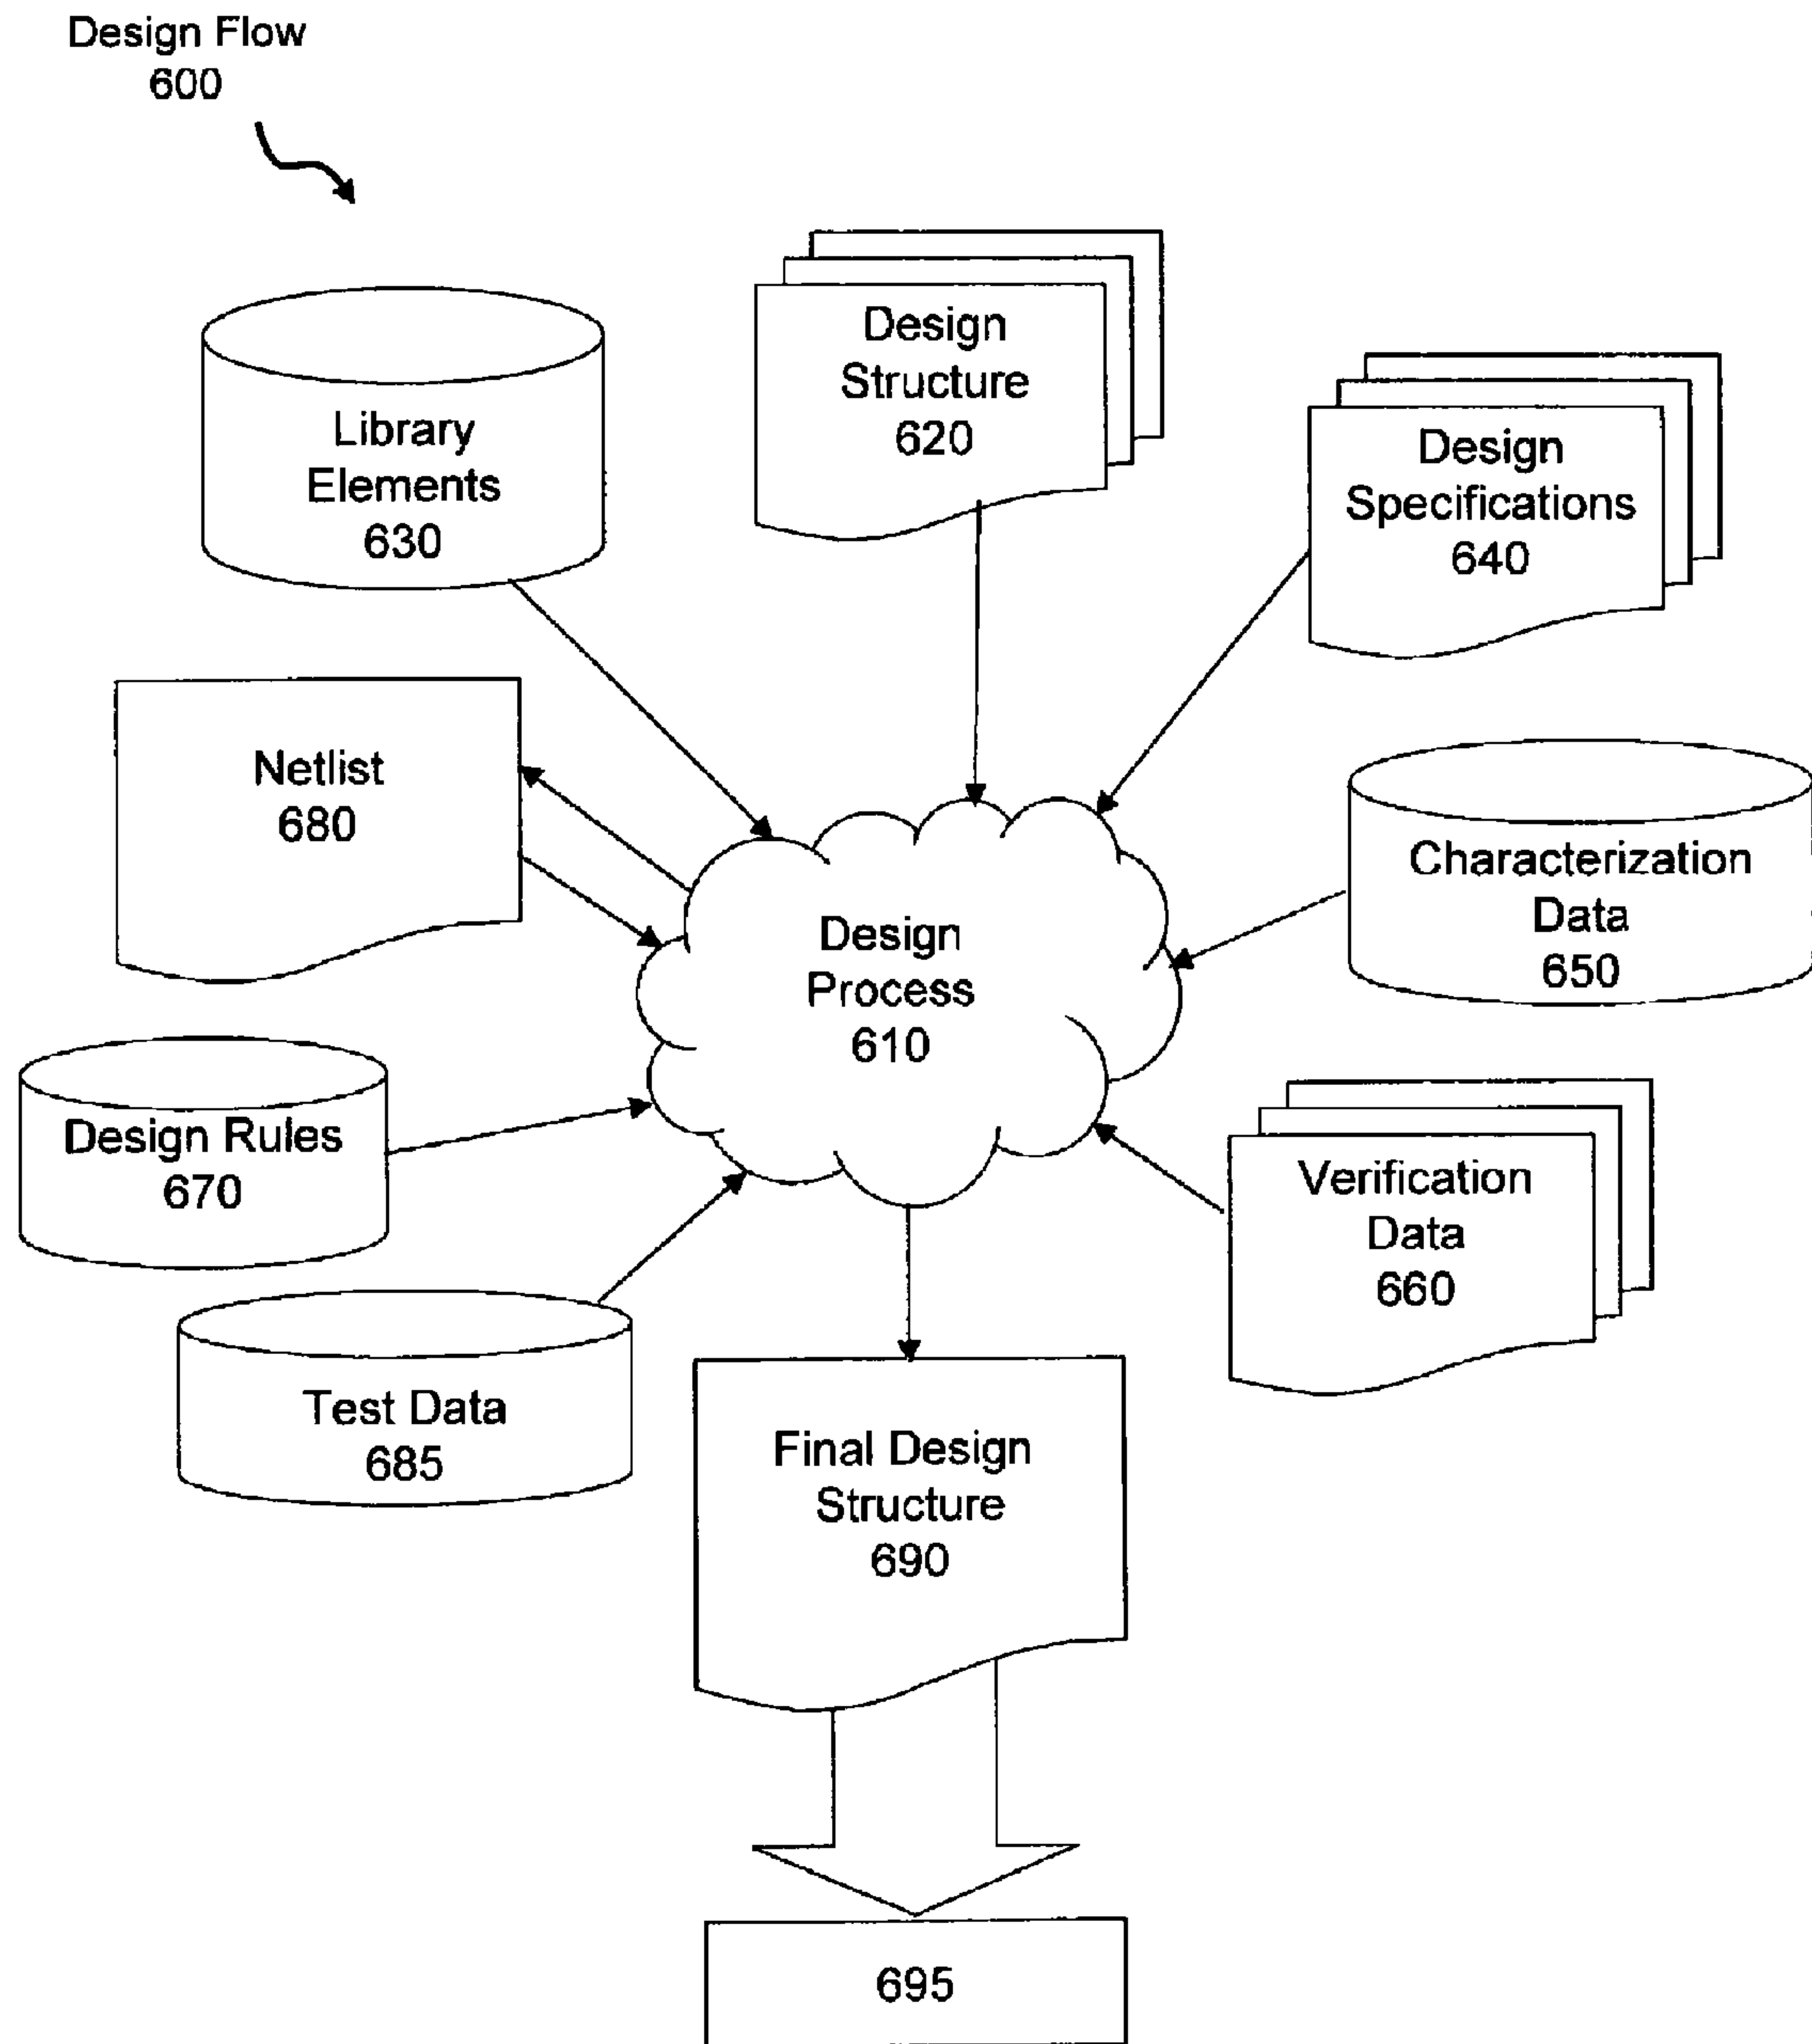 Design Flow
600
Design
Structure
620
Library
Elements
630
Design
Specifications
640
Netlist
680
Characterization
Data
650
Design
Process
610
Design Rules
670
Verification
Data
660
Test Data
685
Final Design
Structure
690
695